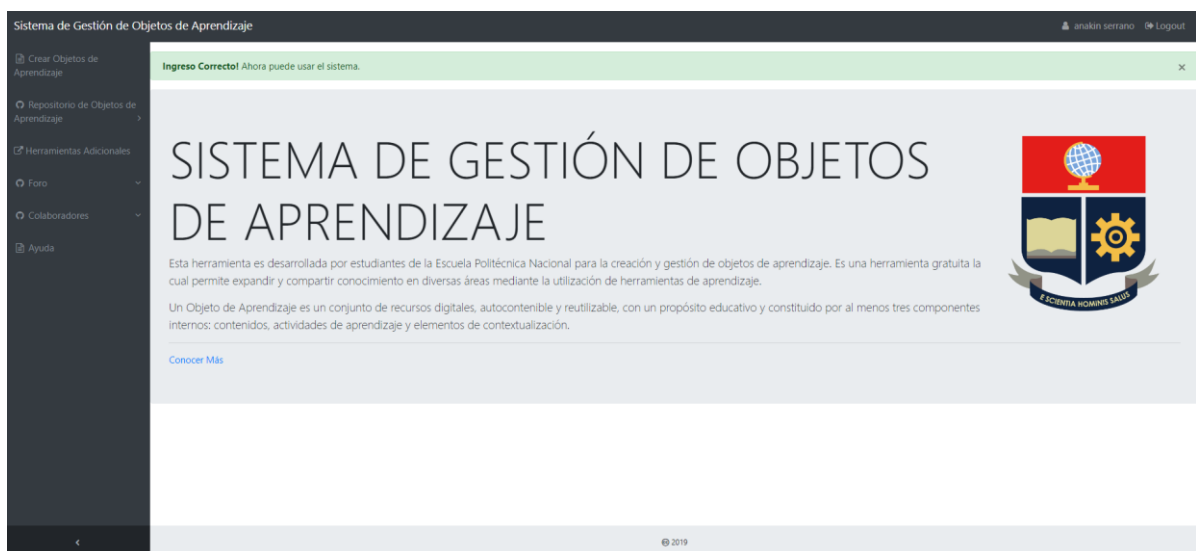 Sistema de Gestión de Objetos de Aprendizaje
anakin serrano Logout
Crear Objetos de
Aprendizaje
Repositorio de Objetos de
Aprendizaje
Herramientas Adicionales
Foro
Colaboradores
Ayuda
Ingreso Correcto! Ahora puede usar el sistema.
SISTEMA DE GESTIÓN DE OBJETOS
DE APRENDIZAJE
Esta herramienta es desarrollada por estudiantes de la Escuela Politécnica Nacional para la creación y gestión de objetos de aprendizaje. Es una herramienta gratuita la
cual permite expandir y compartir conocimiento en diversas áreas mediante la utilización de herramientas de aprendizaje.
Un Objeto de Aprendizaje es un conjunto de recursos digitales, autocontenible y reutilizable, con un propósito educativo y constituido por al menos tres componentes
internos: contenidos, actividades de aprendizaje y elementos de contextualización.
Conocer Más
E SCIENTIA HOMINIS SALUS
2019